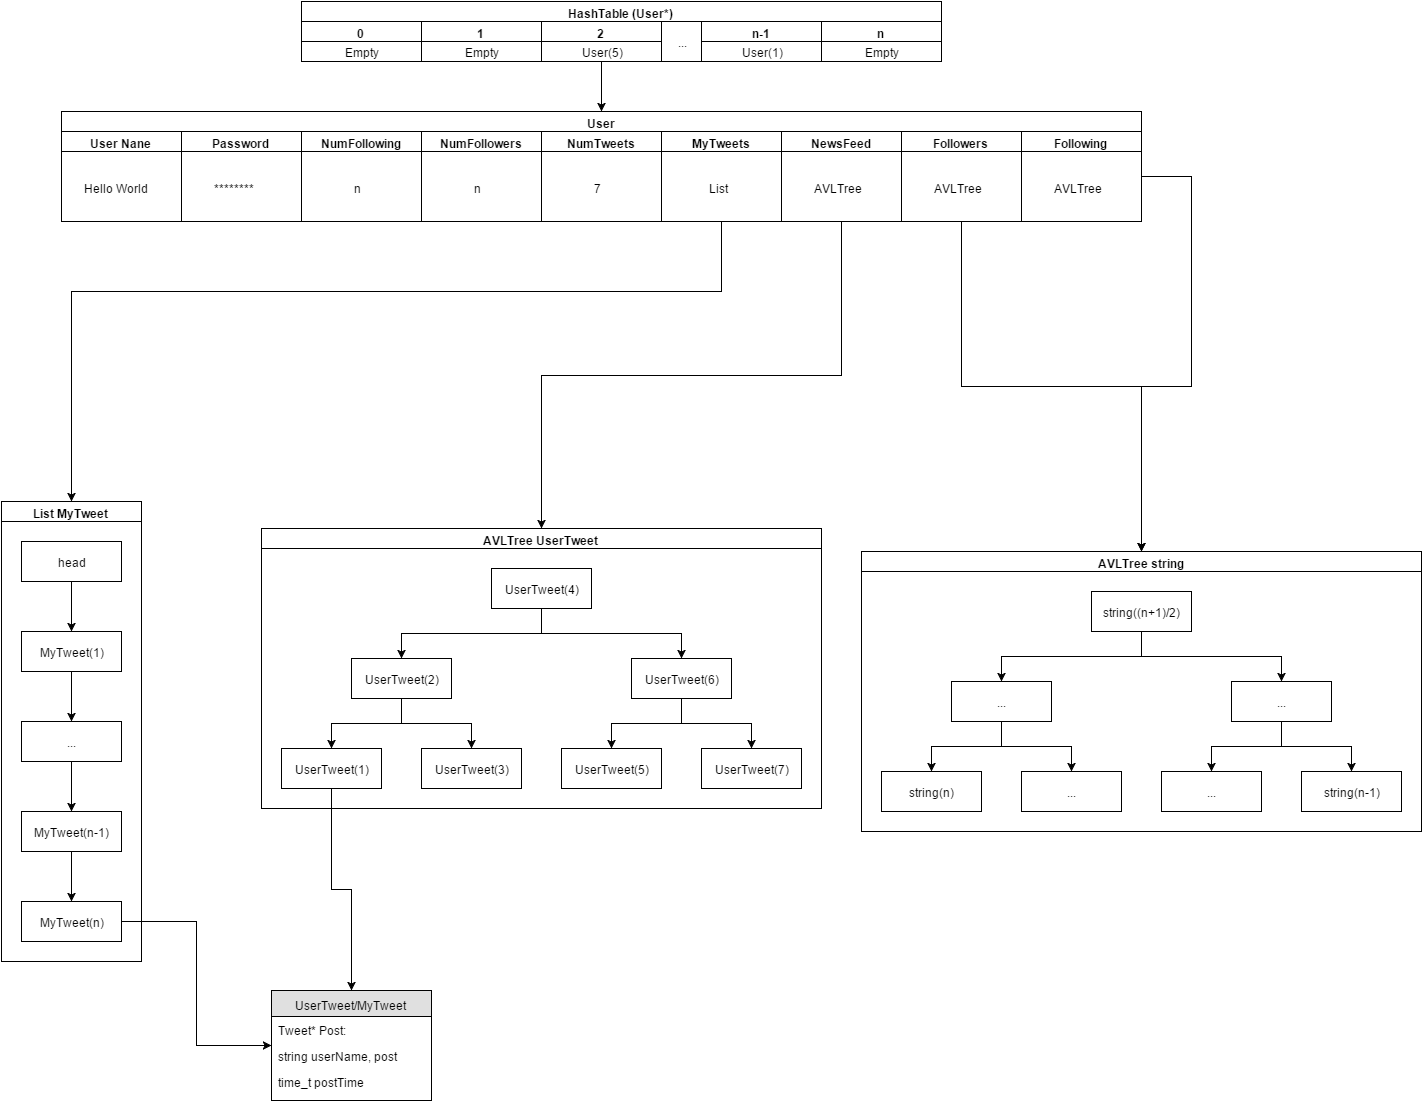 HashTable (User*)
0 1 2 ... n-1 n
Empty Empty User(5) User(1) Empty
User
User Nane Password NumFollowing NumFollowers NumTweets MyTweets NewsFeed Followers Following
Hello World ******** n n 7 List AVLTree AVLTree AVLTree
List MyTweet
head
MyTweet(1)
...
MyTweet(n-1)
MyTweet(n)
AVLTree UserTweet
UserTweet(4)
UserTweet(2) UserTweet(6)
UserTweet(1) UserTweet(3) UserTweet(5) UserTweet(7)
AVLTree string
string((n+1)/2)
... ...
string(n) ... ... string(n-1)
UserTweet/MyTweet
Tweet* Post:
string userName, post
time_t postTime